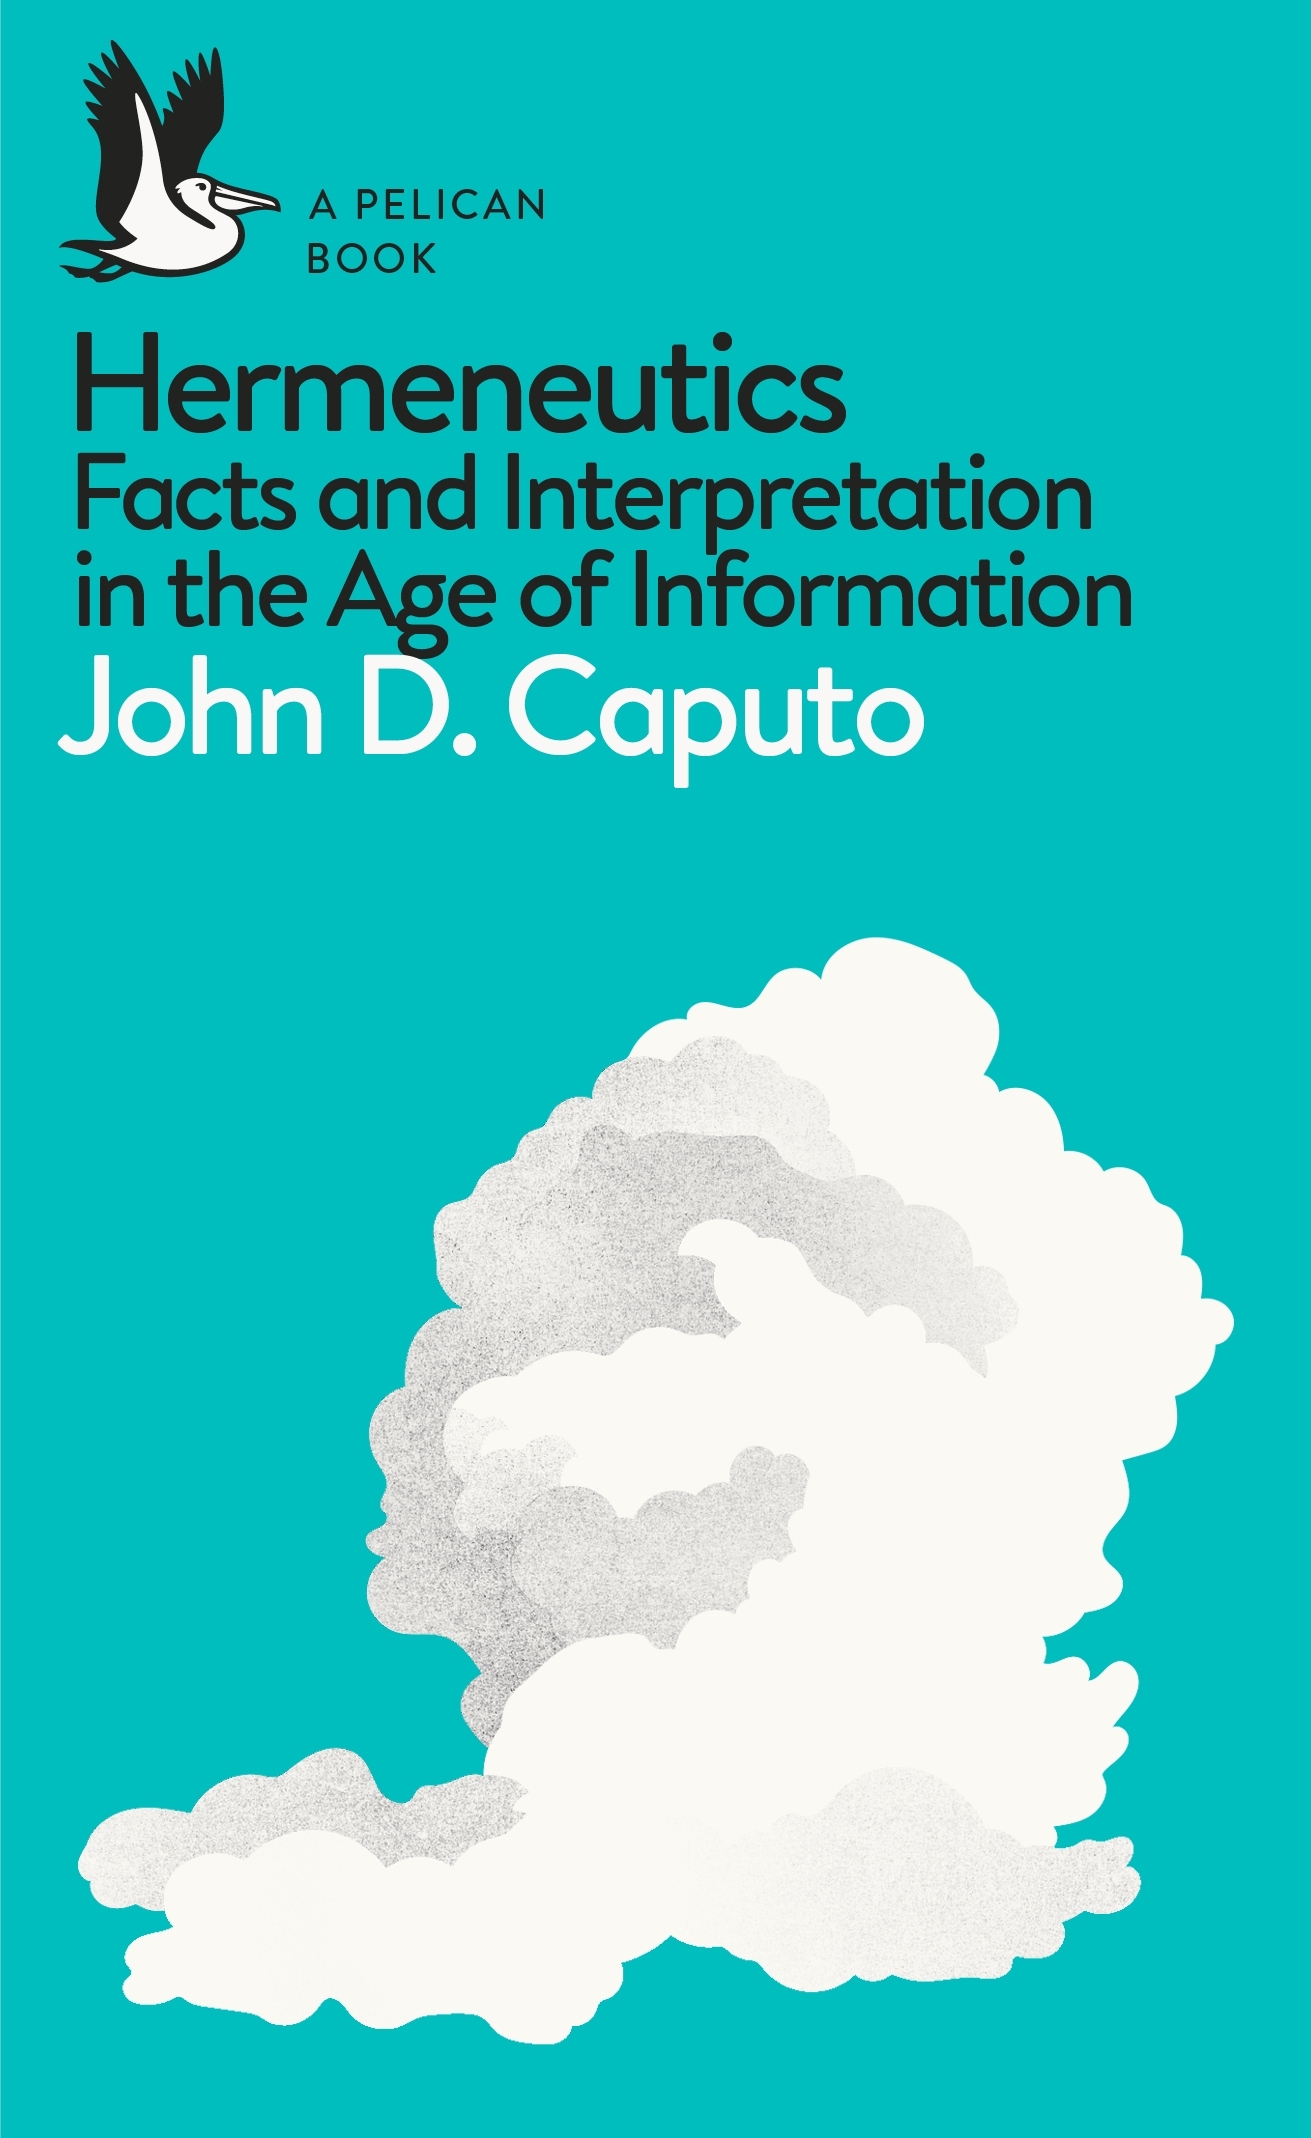 A PELICAN
BOOK
Hermeneutics
Facts and Interpretation
in the Age of Information
John D. Caputo